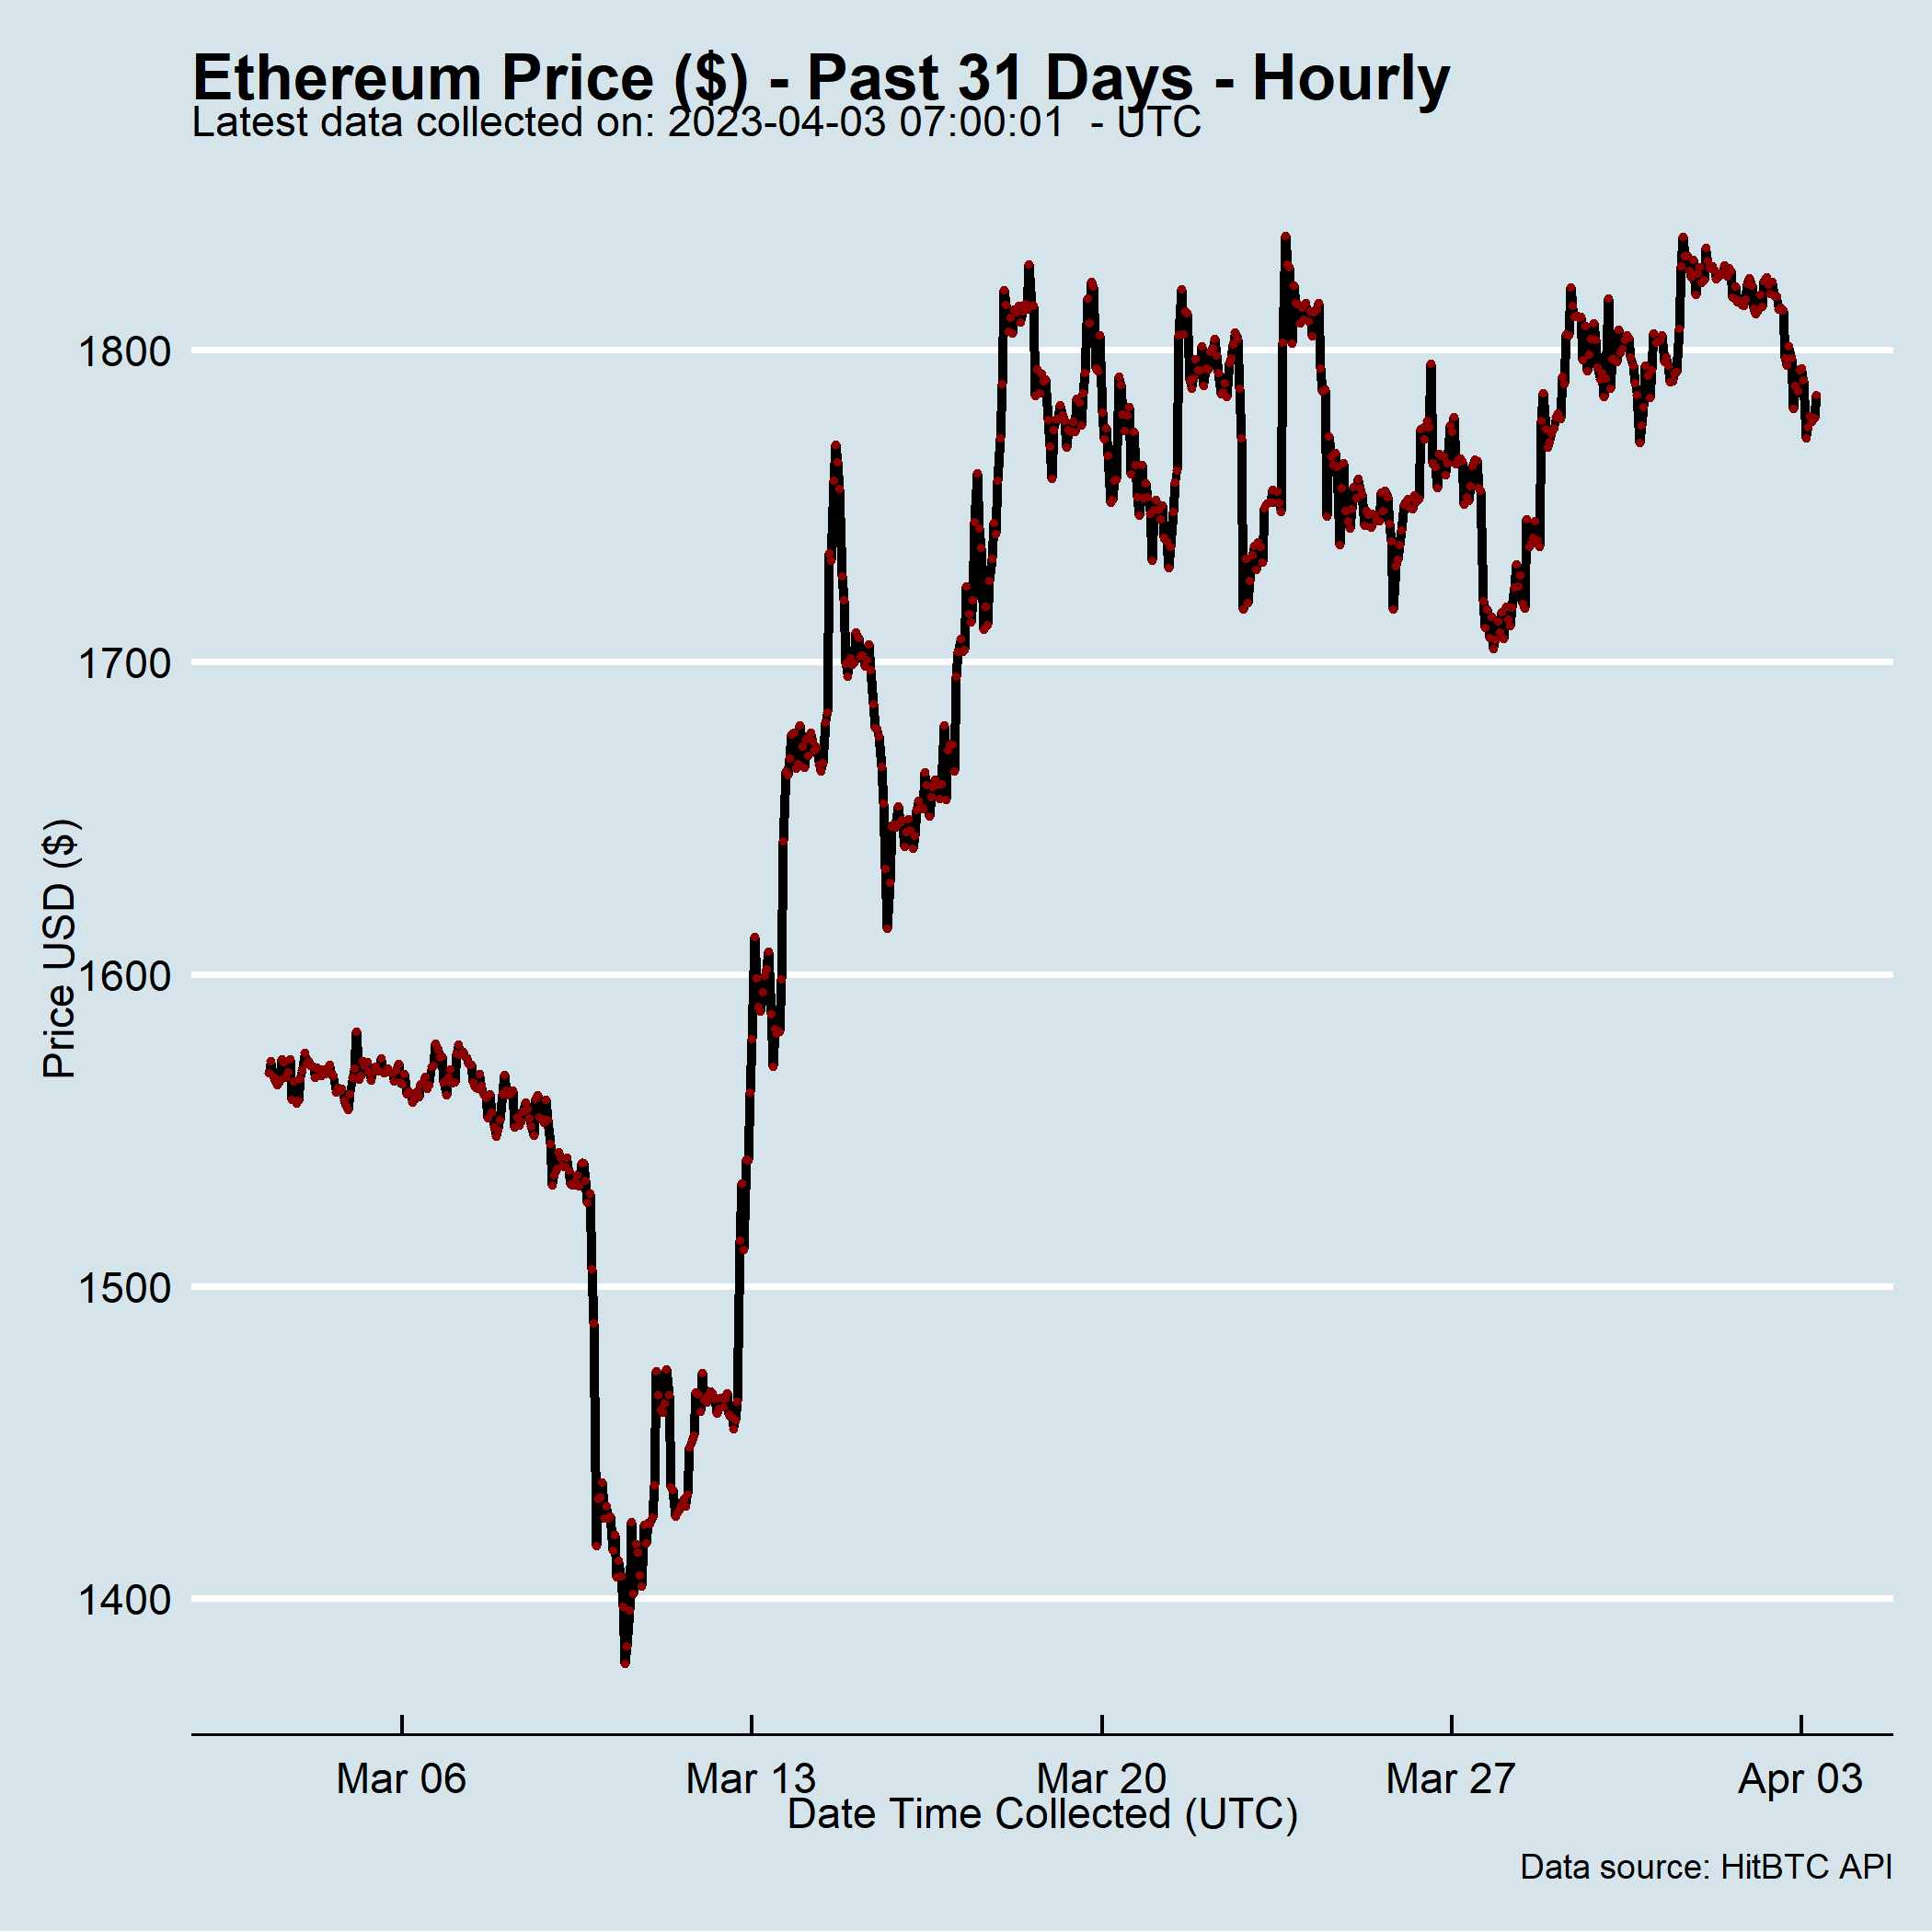 Ethereum Price ($) - Past 31 Days - Hourly
Latest data collected on: 2023-04-03 07:00:01  - UTC
1800
1700
1600
1500
1400
Price USD ($)
Mar 06
Mar 13
Mar 20
Mar 27
Apr 03
Date Time Collected (UTC)
Data source: HitBTC API